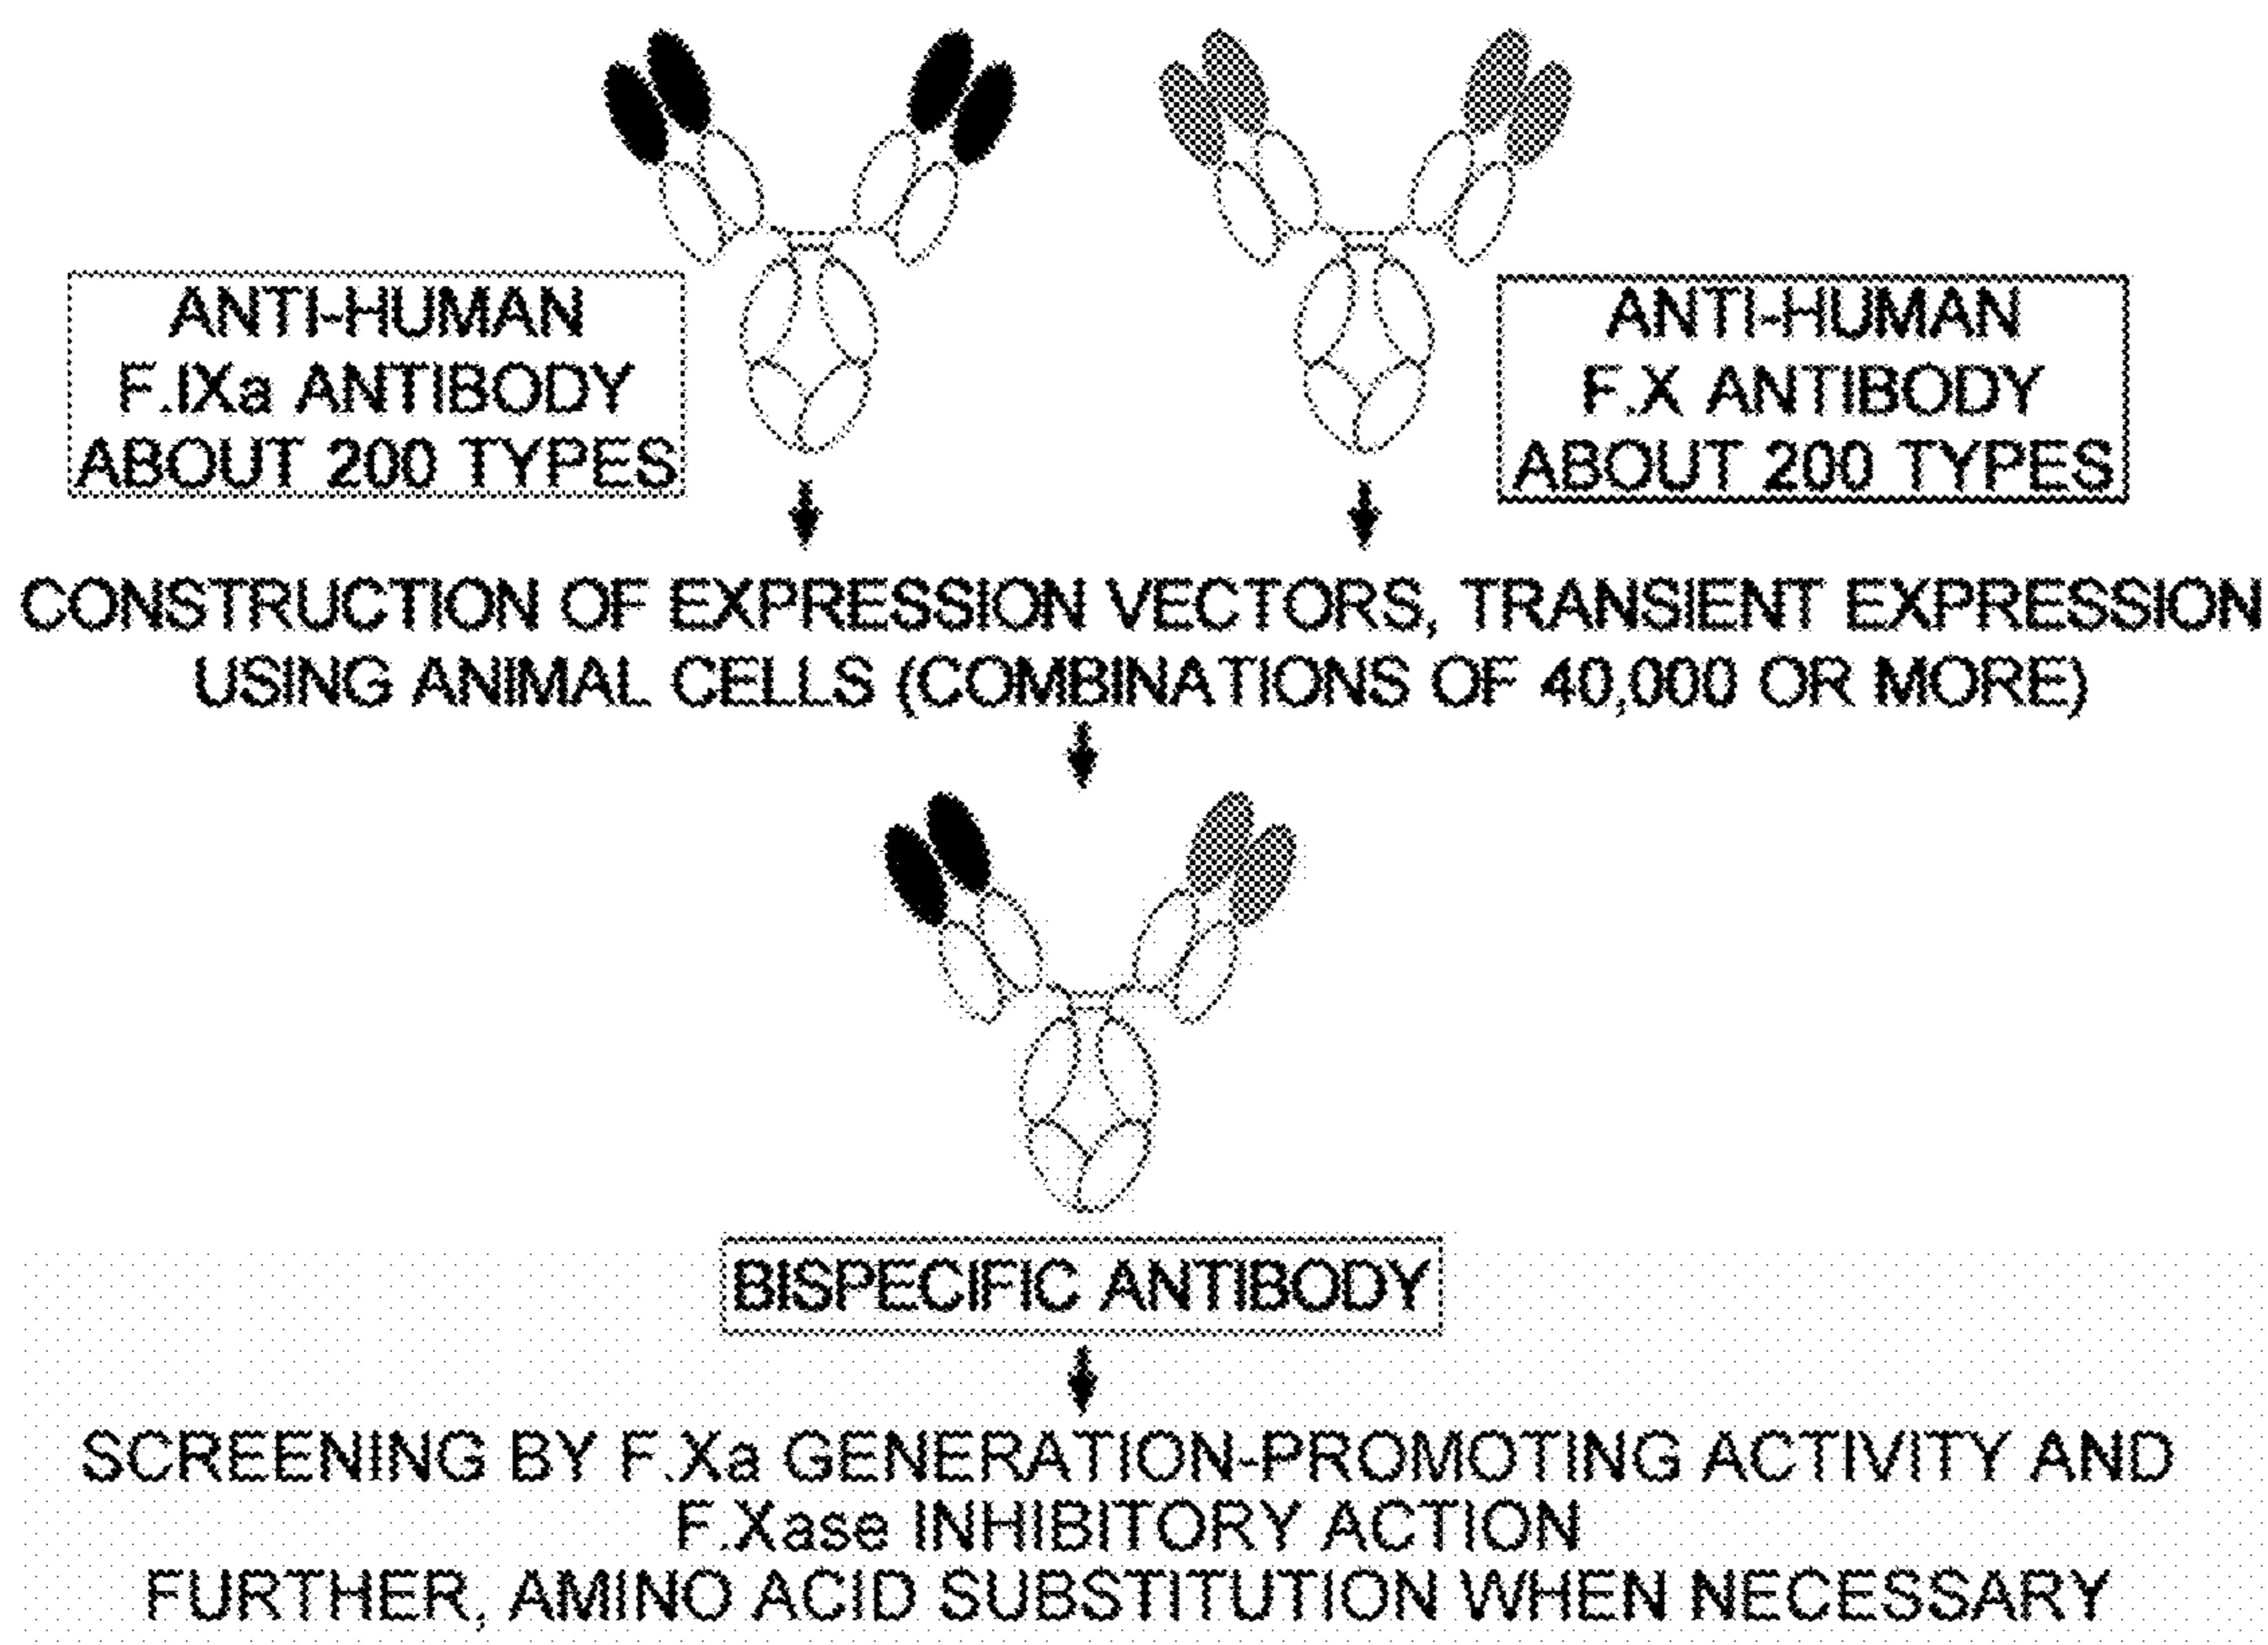 ANTI-HUMAN
F.IXa ANTIBODY
ABOUT 200 TYPES
ANTI-HUMAN
F.X ANTIBODY
ABOUT 200 TYPES
CONSTRUCTION OF EXPRESSION VECTORS, TRANSIENT EXPRESSION
USING ANIMAL CELLS (COMBINATIONS OF 40,000 OR MORE)
BISPECIFIC ANTIBODY
SCREENING BY F.Xa GENERATION-PROMOTING ACTIVITY AND
F.Xase INHIBITORY ACTION
FURTHER, AMINO ACID SUBSTITUTION WHEN NECESSARY